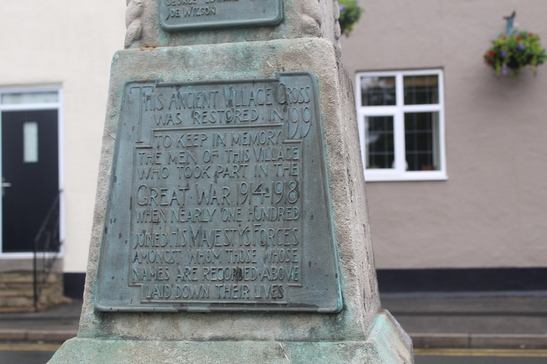 JOE WILSON
THIS ANCIENT VILLAGE CROSS
WAS RESTORED IN 1919
TO KEEP IN MEMORY
THE MEN OF THIS VILLAGE
WHO TOOK PART IN THE
GREAT WAR 1914-1918
WHEN NEARLY ONE HUNDRED
JOINED HIS MAJESTY'S FORCES
AMONGST WHOM THOSE WHOSE
NAMES ARE RECORDED ABOVE
LAID DOWN THEIR LIVES